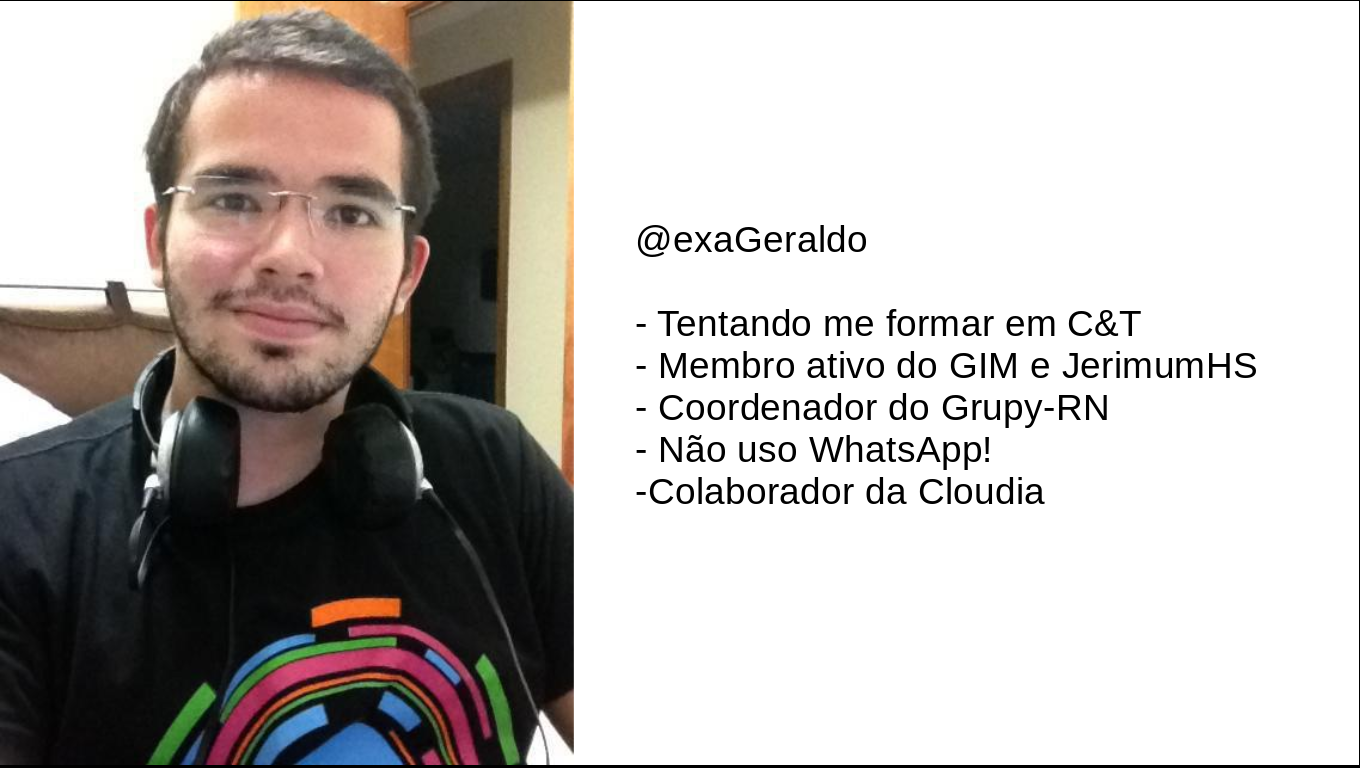 @exaGeraldo
- Tentando me formar em C&T
- Membro ativo do GIM e JerimumHS
- Coordenador do Grupy-RN
- Não uso WhatsApp!
-Colaborador da Cloudia